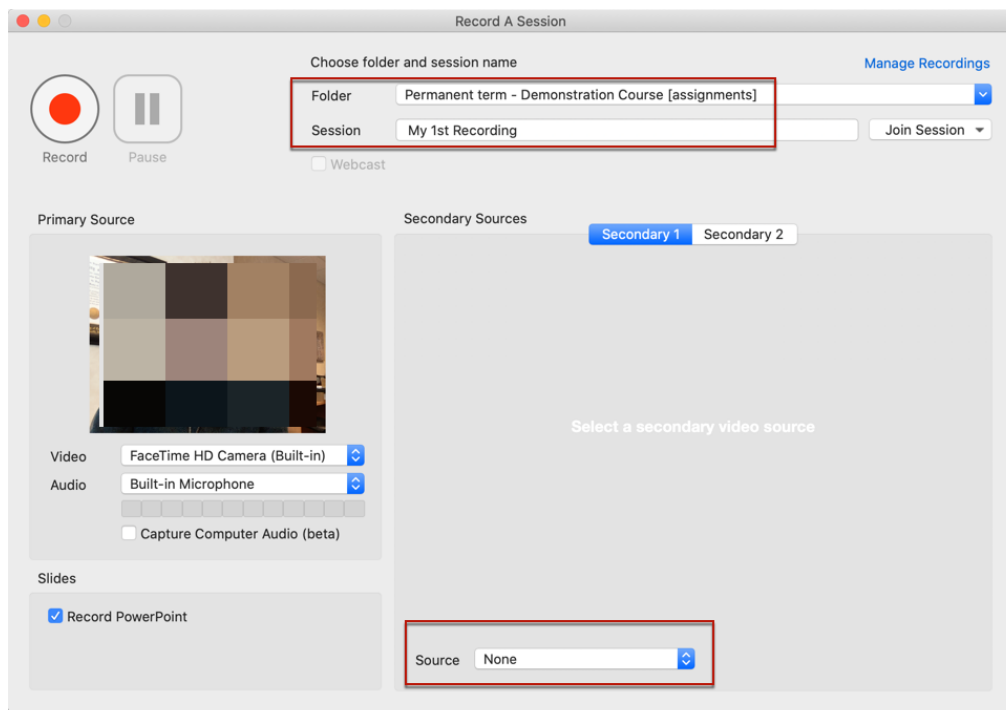 Record A Session
Choose folder and session name
Manage Recordings
Folder
Permanent term - Demonstration Course [assignments]
Session
My 1st Recording
Join Session
Record
Pause
Webcast
Primary Source
Secondary Sources
Secondary 1
Secondary 2
Select a secondary video source
Video
FaceTime HD Camera (Built-in)
Audio
Built-in Microphone
Capture Computer Audio (beta)
Slides
Record PowerPoint
Source
None